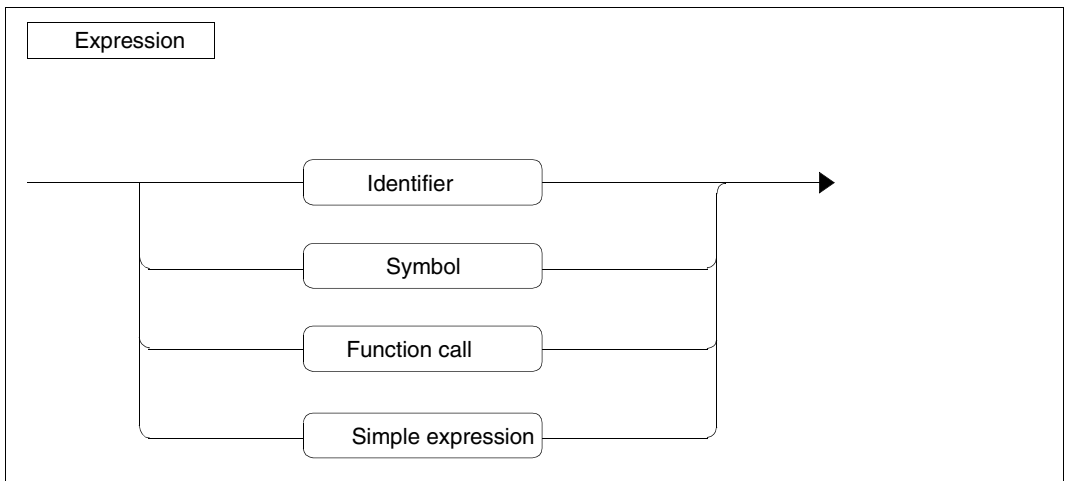 Expression
Identifier
Symbol
Function call
Simple expression